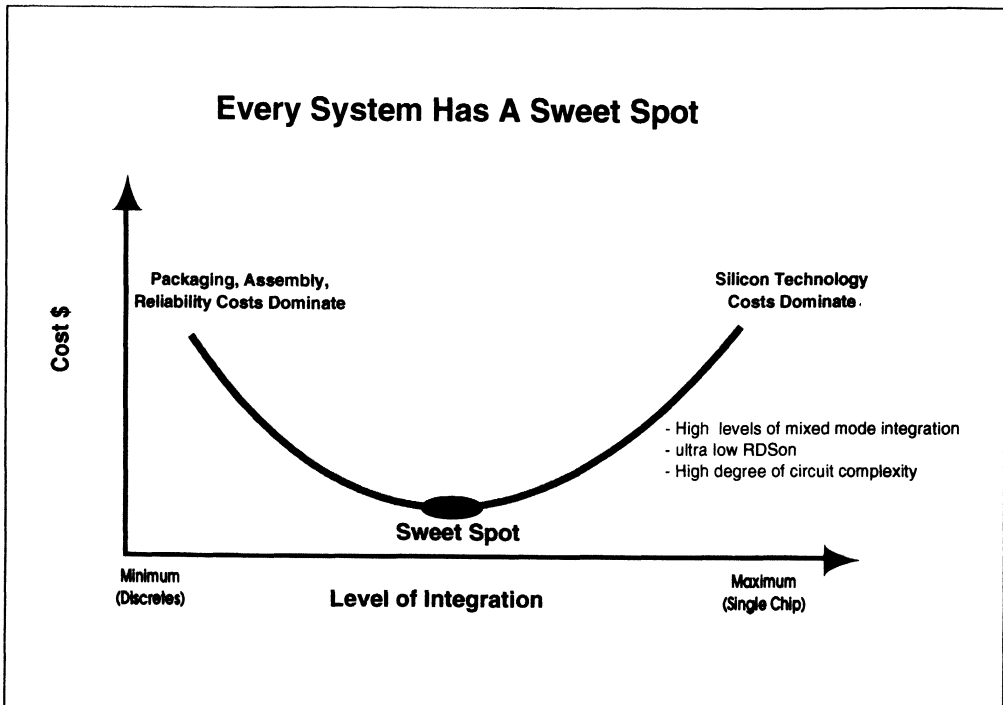 Every System Has A Sweet Spot
Packaging, Assembly,
Reliability Costs Dominate
Silicon Technology
Costs Dominate
Cost $
- High levels of mixed mode integration
- ultra low RDSon
- High degree of circuit complexity
Sweet Spot
Minimum
(Discretes)
Level of Integration
Maximum
(Single Chip)